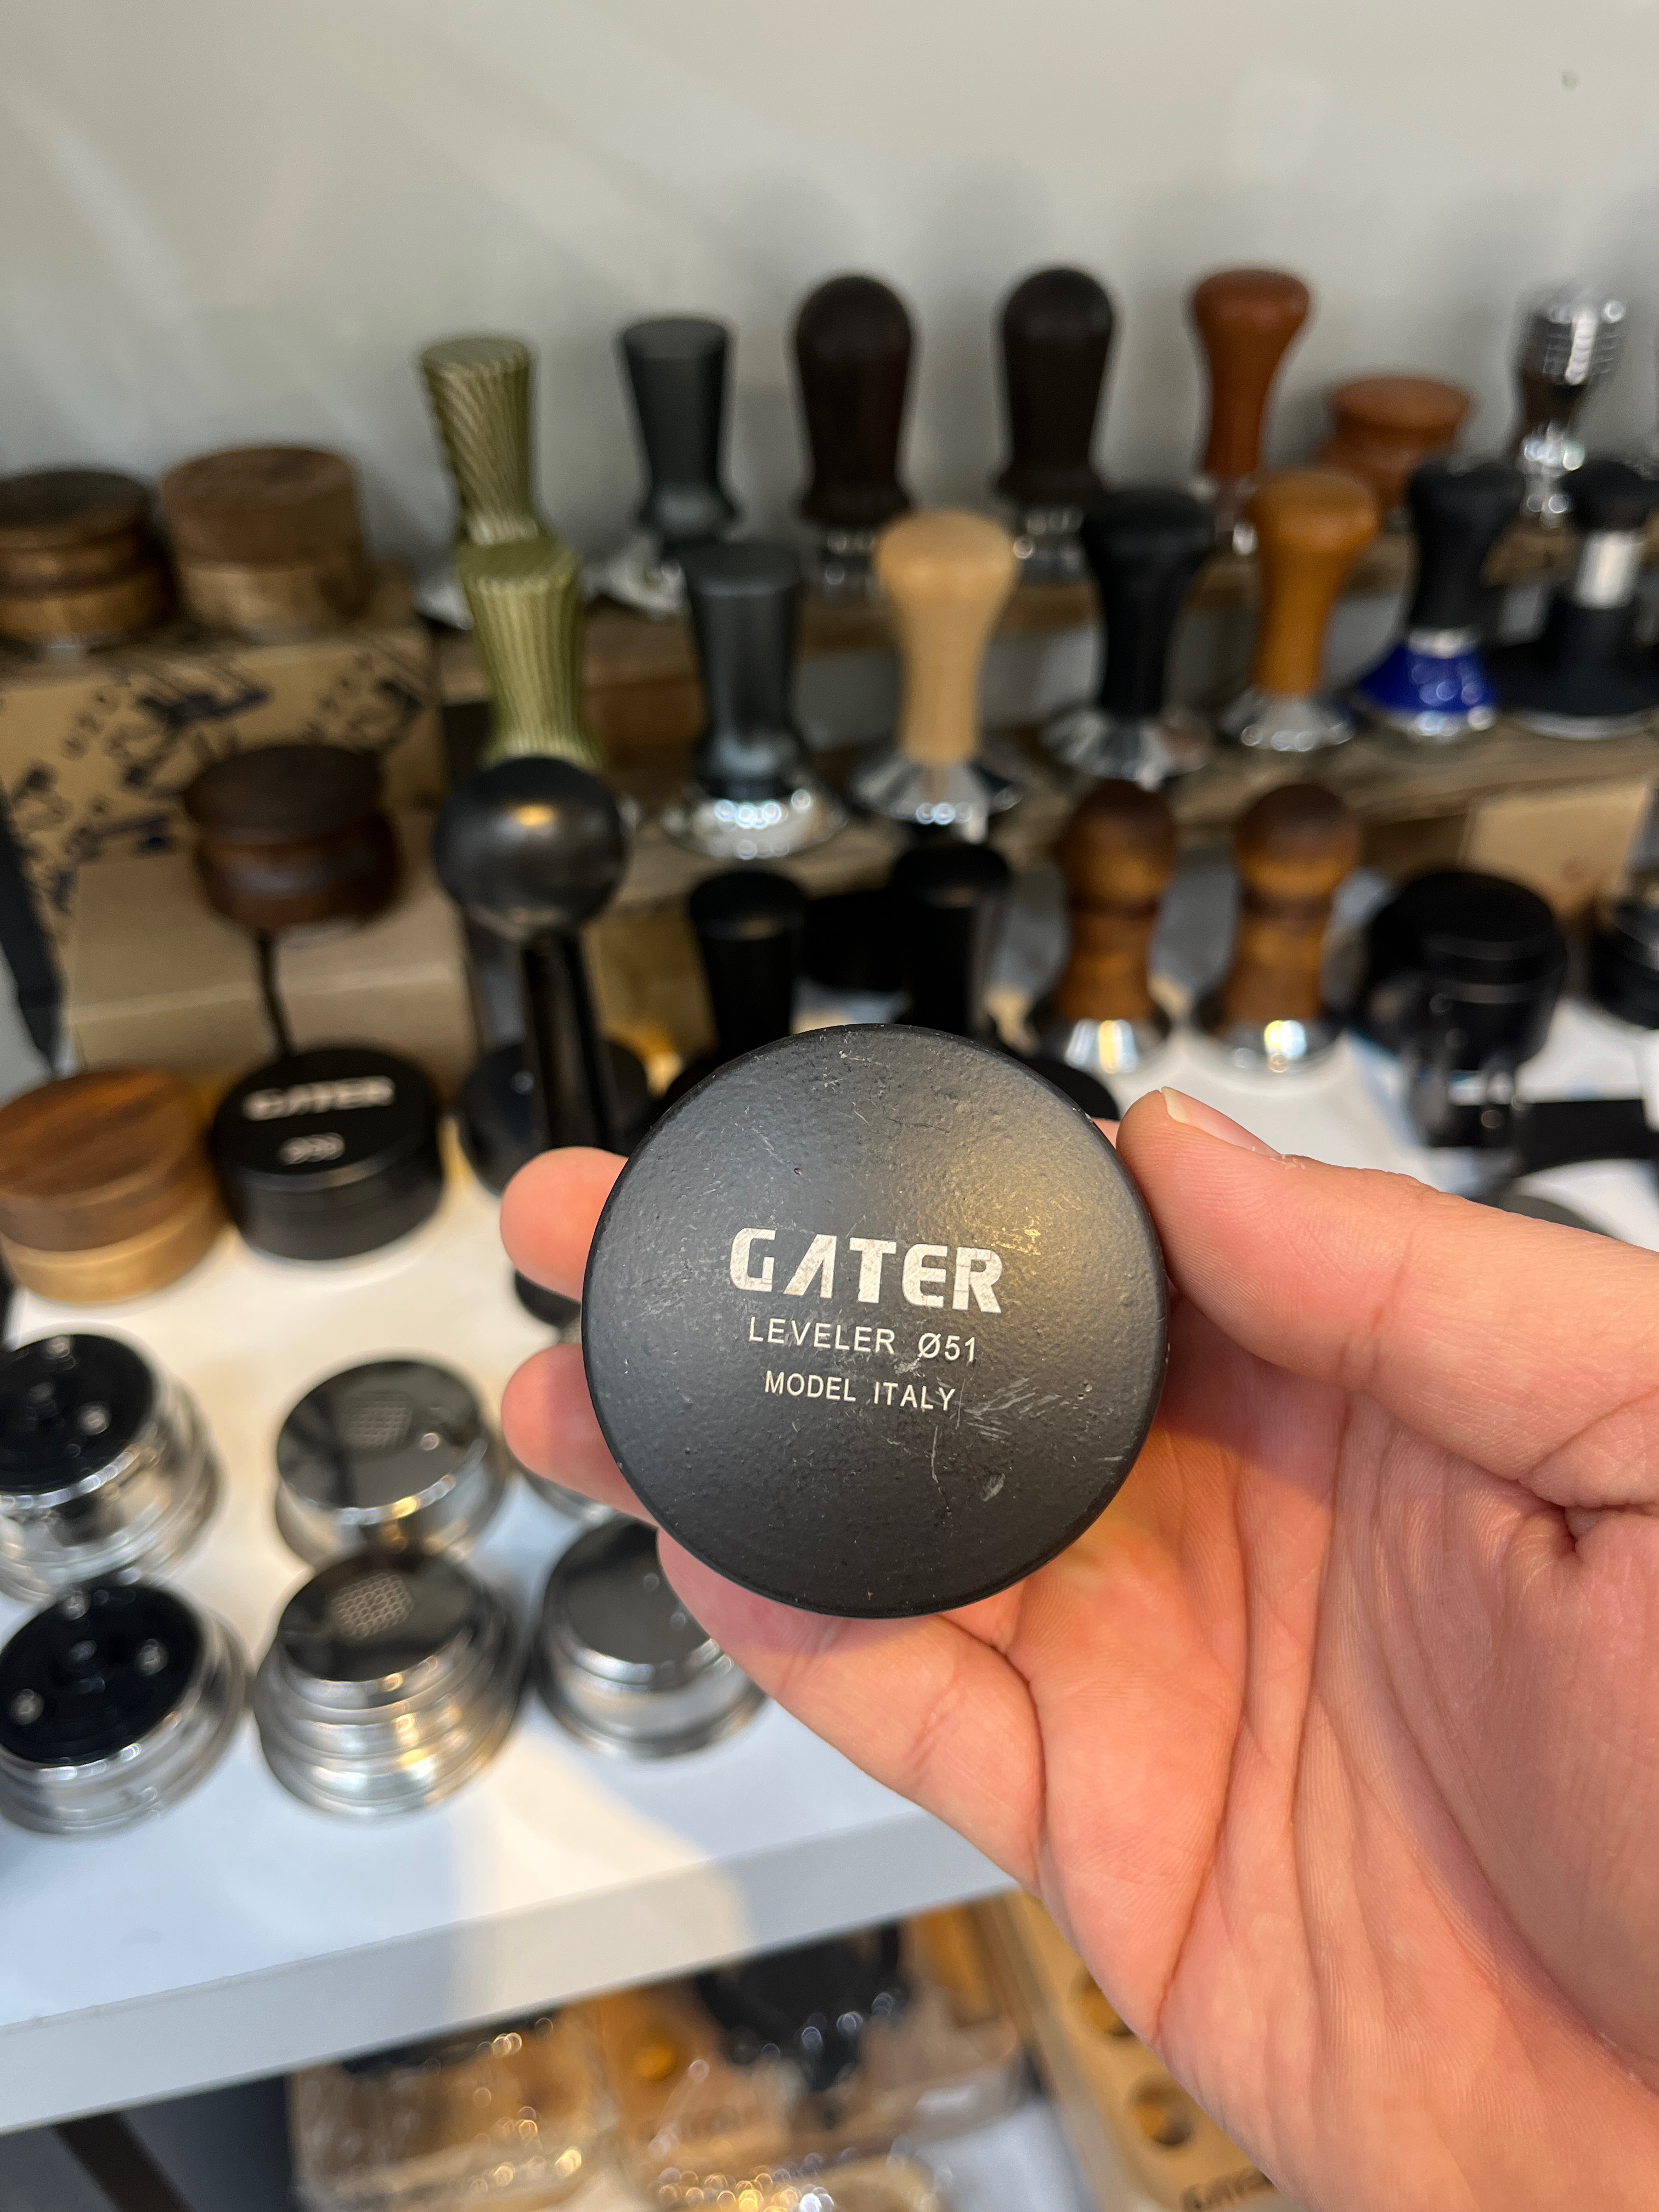 GATER
LEVELER Ø51
MODEL ITALY
GATER